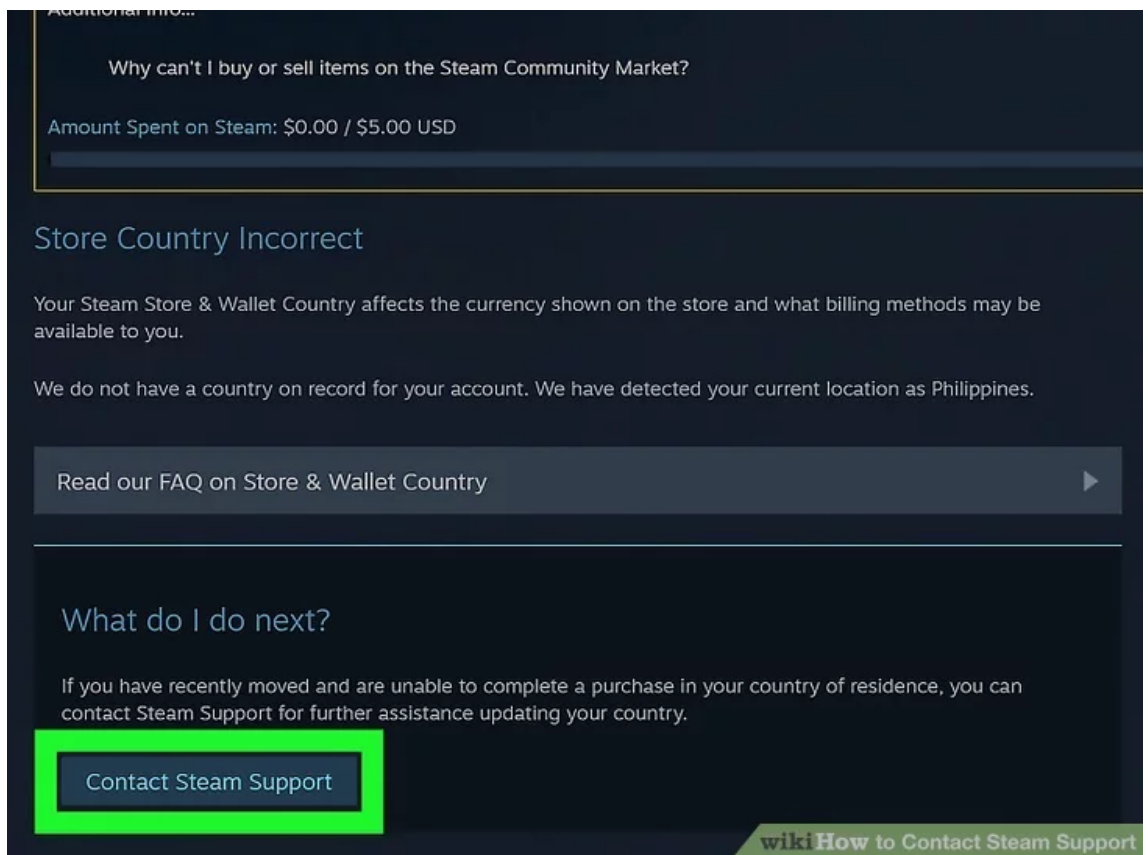 Additional Info...
Why can't I buy or sell items on the Steam Community Market?
Amount Spent on Steam: $0.00 / $5.00 USD
Store Country Incorrect
Your Steam Store & Wallet Country affects the currency shown on the store and what billing methods may be
available to you.
We do not have a country on record for your account. We have detected your current location as Philippines.
Read our FAQ on Store & Wallet Country
What do I do next?
If you have recently moved and are unable to complete a purchase in your country of residence, you can
contact Steam Support for further assistance updating your country.
Contact Steam Support
wikiHow to Contact Steam Support